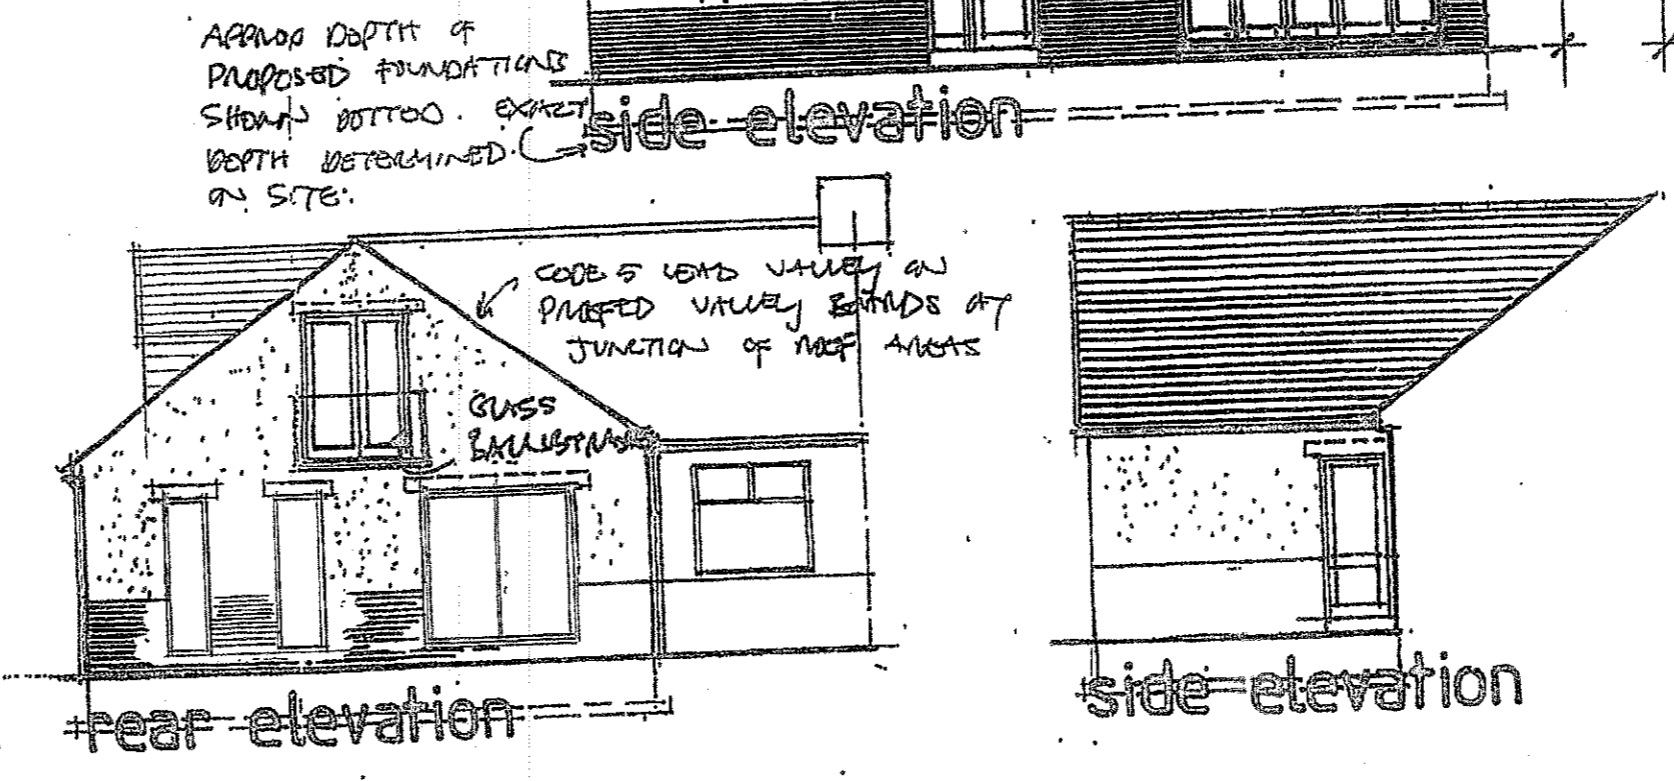 APPROX DEPTH OF
PROPOSED FOUNDATIONS
SHOWN DOTTED. EXACT
DEPTH DETERMINED
ON SITE.
side elevation
CODE 5 LEAD VALLEY ON
VALLEY BOARDS AT
JUNCTION OF ROOF AREAS
GLASS
BALUSTRADE
rear elevation
side elevation